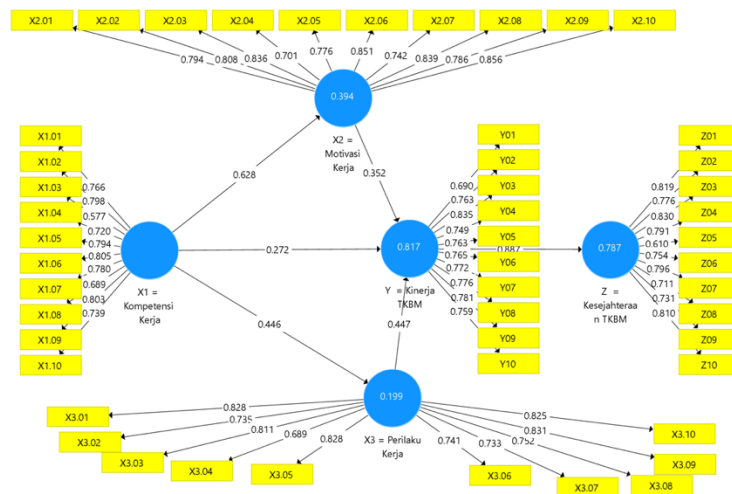 X2.01 X2.02 X2.03 X2.04 X2.05 X2.06 X2.07 X2.08 X2.09 X2.10
0.794 0.808 0.836 0.701 0.776 0.851 0.742 0.839 0.786 0.856
0.394
X2 =
Motivasi
Kerja
X1.01
X1.02
X1.03
X1.04
X1.05
X1.06
X1.07
X1.08
X1.09
X1.10
0.766
0.798
0.577
0.720
0.794
0.805
0.780
0.689
0.803
0.739
X1 =
Kompetensi
Kerja
0.628
0.352
0.272
0.446
0.447
0.817
Y = Kinerja
TKBM
0.690
0.763
0.835
0.749
0.763
0.765
0.772
0.776
0.781
0.759
Y01
Y02
Y03
Y04
Y05
Y06
Y07
Y08
Y09
Y10
0.887
0.787
Z =
Kesejahteraa
n TKBM
0.819
0.776
0.830
0.791
0.610
0.754
0.796
0.711
0.731
0.810
Z01
Z02
Z03
Z04
Z05
Z06
Z07
Z08
Z09
Z10
0.199
X3 = Perilaku
Kerja
0.828
0.735
0.811
0.689
0.828
0.741
0.733
0.752
0.831
0.825
X3.01
X3.02
X3.03
X3.04
X3.05
X3.06
X3.07
X3.08
X3.09
X3.10